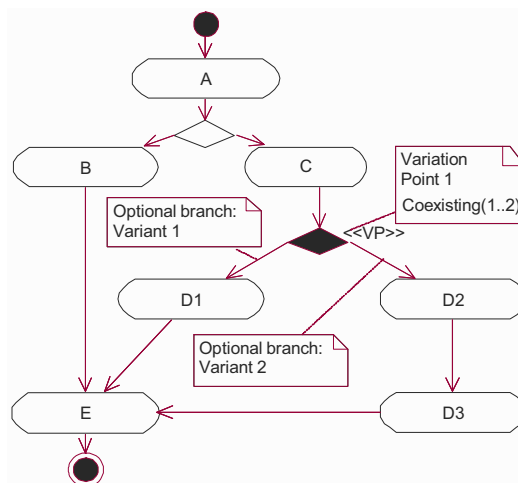 A
B
C
Variation
Point 1
Coexisting(1..2)
Optional branch:
Variant 1
<<VP>>
D1
D2
Optional branch:
Variant 2
E
D3